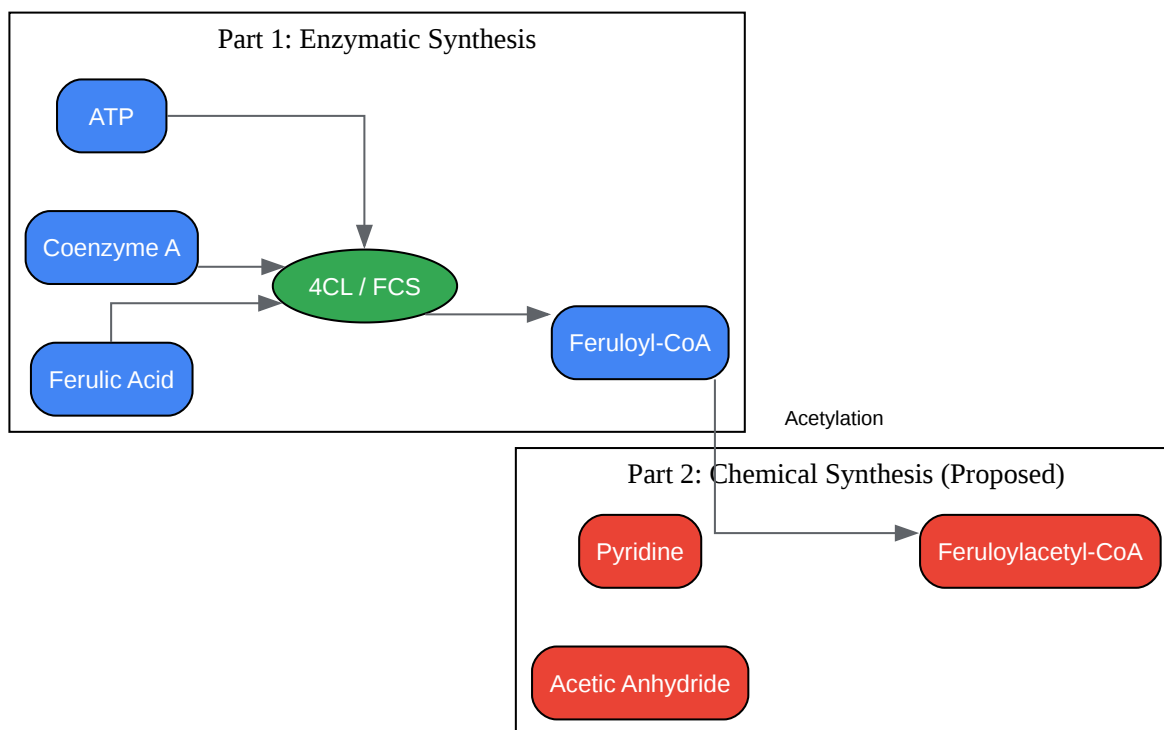 Part 1: Enzymatic Synthesis
ATP
Coenzyme A
4CL / FCS
Ferulic Acid
Feruloyl-CoA
Acetylation
Part 2: Chemical Synthesis (Proposed)
Pyridine
Feruloylacetyl-CoA
Acetic Anhydride